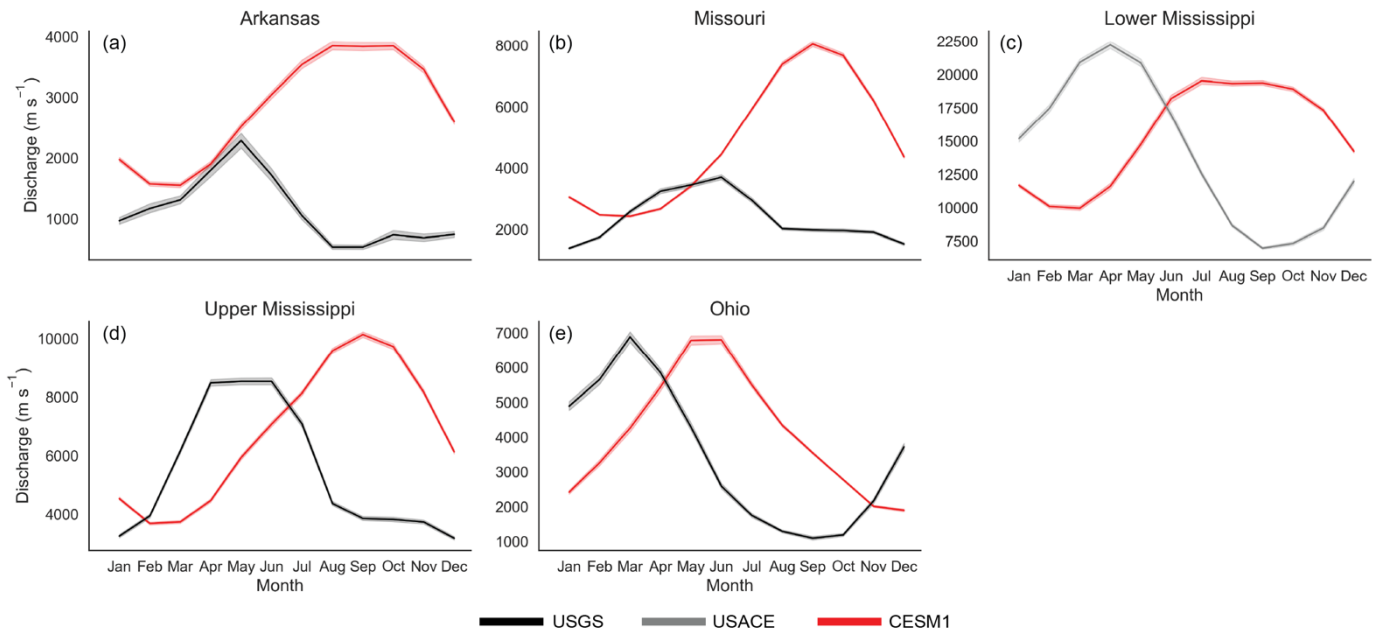 Arkansas
(a)
4000
3000
2000
1000
Discharge (m s⁻¹)
Missouri
(b)
8000
6000
4000
2000
Lower Mississippi
(c)
22500
20000
17500
15000
12500
10000
7500
Jan Feb Mar Apr May Jun Jul Aug Sep Oct Nov Dec
Month
Upper Mississippi
(d)
10000
8000
6000
4000
Discharge (m s⁻¹)
Jan Feb Mar Apr May Jun Jul Aug Sep Oct Nov Dec
Month
Ohio
(e)
7000
6000
5000
4000
3000
2000
1000
Jan Feb Mar Apr May Jun Jul Aug Sep Oct Nov Dec
Month
USGS USACE CESM1